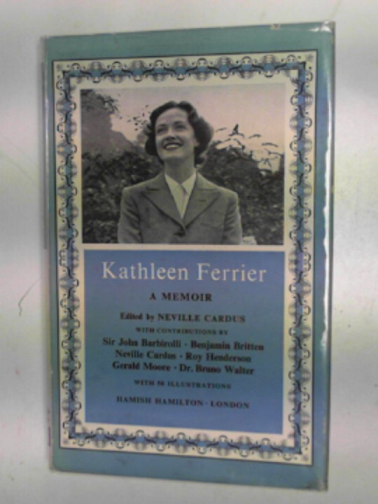 Kathleen Ferrier
A MEMOIR
Edited by NEVILLE CARDUS
WITH CONTRIBUTIONS BY
Sir John Barbirolli · Benjamin Britten
Neville Cardus · Roy Henderson
Gerald Moore · Dr. Bruno Walter
WITH ILLUSTRATIONS
HAMISH HAMILTON · LONDON